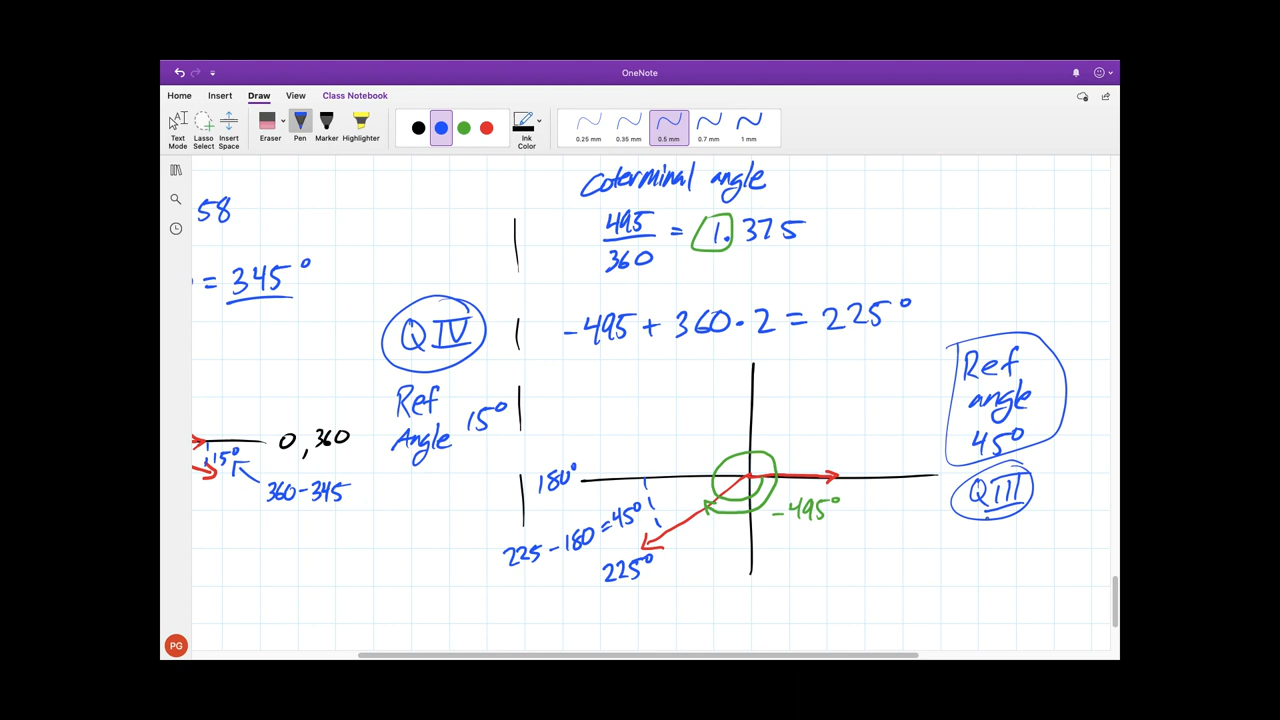 OneNote
Home Insert Draw View Class Notebook
Text Mode
Lasso Select
Insert Space
Eraser
Pen
Marker
Highlighter
Ink Color
0.25 mm
0.35 mm
0.5 mm
0.7 mm
1 mm
58
= 345°
Q IV
Ref
Angle 15°
0, 360
15°
360-345
Coterminal angle
495
360
= 1.375
-495 + 360 · 2 = 225°
Ref
angle
45°
Q III
180°
-495°
225 - 180 = 45°
225°
PG